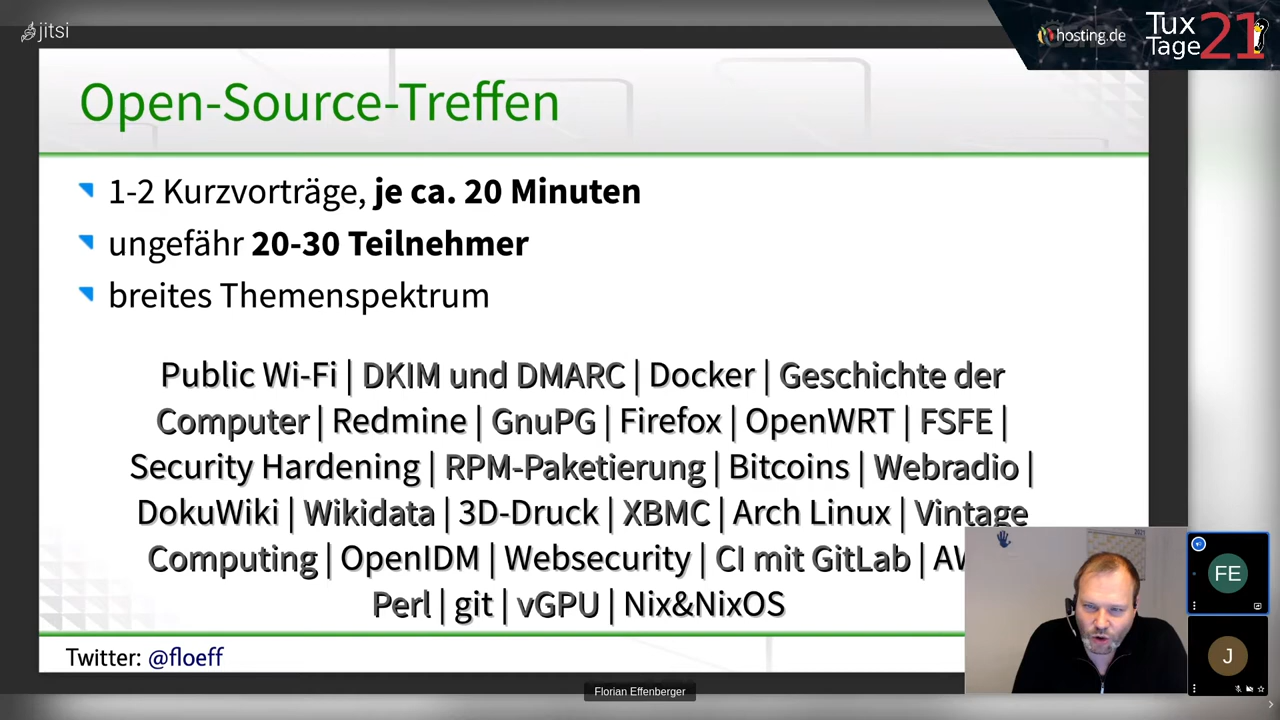 jitsi
hosting.de
Tux
Tage
21
Open-Source-Treffen
1-2 Kurzvorträge, je ca. 20 Minuten
ungefähr 20-30 Teilnehmer
breites Themenspektrum
Public Wi-Fi | DKIM und DMARC | Docker | Geschichte der
Computer | Redmine | GnuPG | Firefox | OpenWRT | FSFE |
Security Hardening | RPM-Paketierung | Bitcoins | Webradio |
DokuWiki | Wikidata | 3D-Druck | XBMC | Arch Linux | Vintage
Computing | OpenIDM | Websecurity | CI mit GitLab |
Perl | git | vGPU | Nix&NixOS
Twitter: @floeff
FE
J
Florian Effenberger